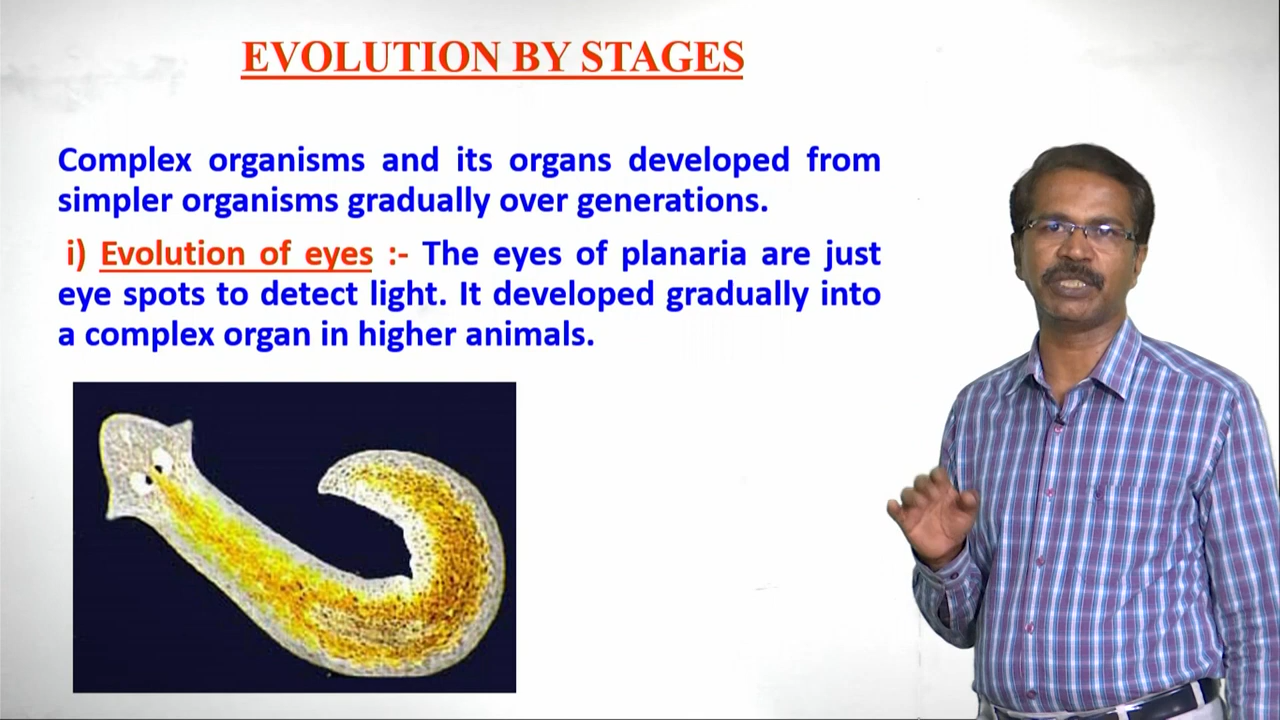 EVOLUTION BY STAGES
Complex organisms and its organs developed from
simpler organisms gradually over generations.
i) Evolution of eyes :- The eyes of planaria are just
eye spots to detect light. It developed gradually into
a complex organ in higher animals.